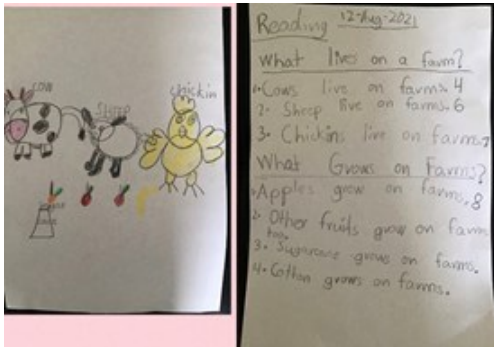 COW
SHEEP
chickin
Reading 12-Aug-2021
What lives on a farm?
1. Cows live on farms. 4
2. Sheep live on farms. 6
3. Chickins live on farms. 7
What Grows on Farms?
1. Apples grow on farms. 8
2. Other fruits grow on farms
too.
3. Sugarcane grows on farms.
4. Cotton grows on farms.